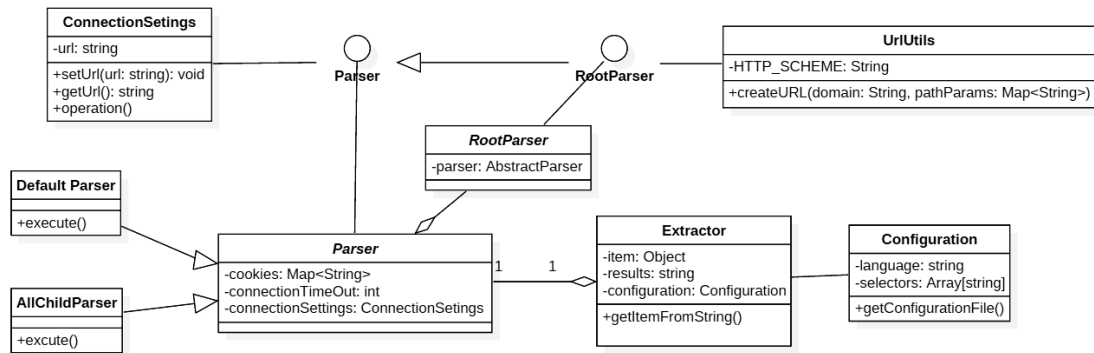 ConnectionSetings
-url: string
+setUrl(url: string): void
+getUrl(): string
+operation()
Parser
RootParser
UrlUtils
-HTTP_SCHEME: String
+createURL(domain: String, pathParams: Map<String>)
RootParser
-parser: AbstractParser
Default Parser
+execute()
AllChildParser
+excute()
Parser
-cookies: Map<String>
-connectionTimeOut: int
-connectionSettings: ConnectionSetings
1
1
Extractor
-item: Object
-results: string
-configuration: Configuration
+getItemFromString()
Configuration
-language: string
-selectors: Array[string]
+getConfigurationFile()